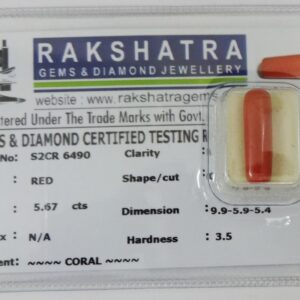 RAKSHATRA
GEMS & DIAMOND JEWELLERY
website : www.rakshatragems
tered Under The Trade Marks with Govt.
S & DIAMOND CERTIFIED TESTING R
No: S2CR 6490 Clarity :
RED Shape/cut :
5.67 cts Dimension : 9.9-5.9-5.4
x : N/A Hardness : 3.5
ent: ~~~~ CORAL ~~~~